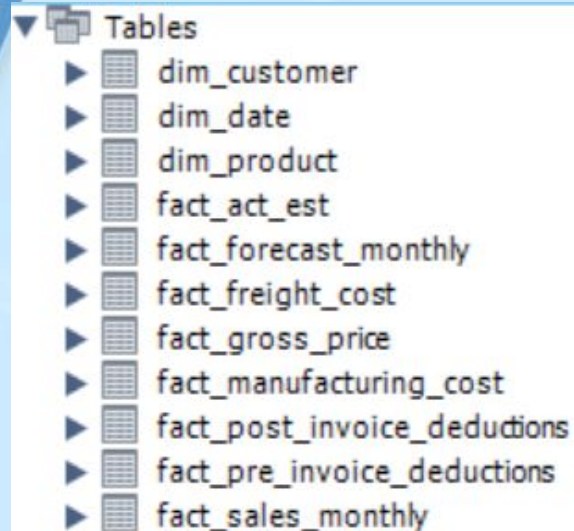 Tables
dim_customer
dim_date
dim_product
fact_act_est
fact_forecast_monthly
fact_freight_cost
fact_gross_price
fact_manufacturing_cost
fact_post_invoice_deductions
fact_pre_invoice_deductions
fact_sales_monthly